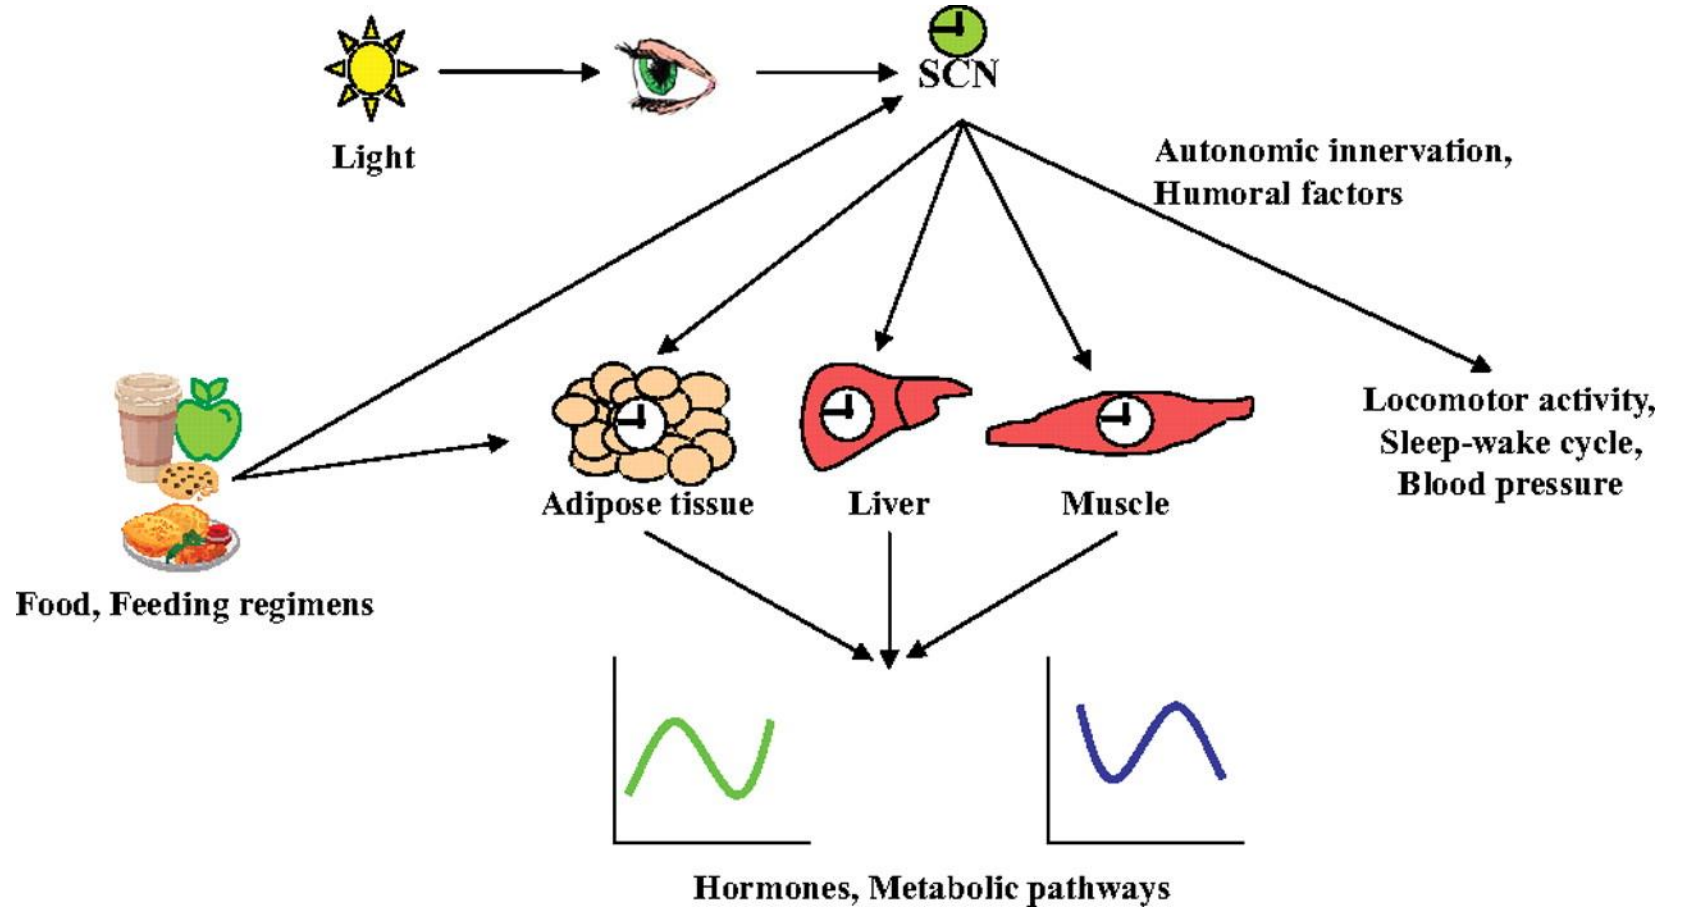 SCN
Light
Autonomic innervation,
Humoral factors
Locomotor activity,
Sleep-wake cycle,
Blood pressure
Adipose tissue
Liver
Muscle
Food, Feeding regimens
Hormones, Metabolic pathways